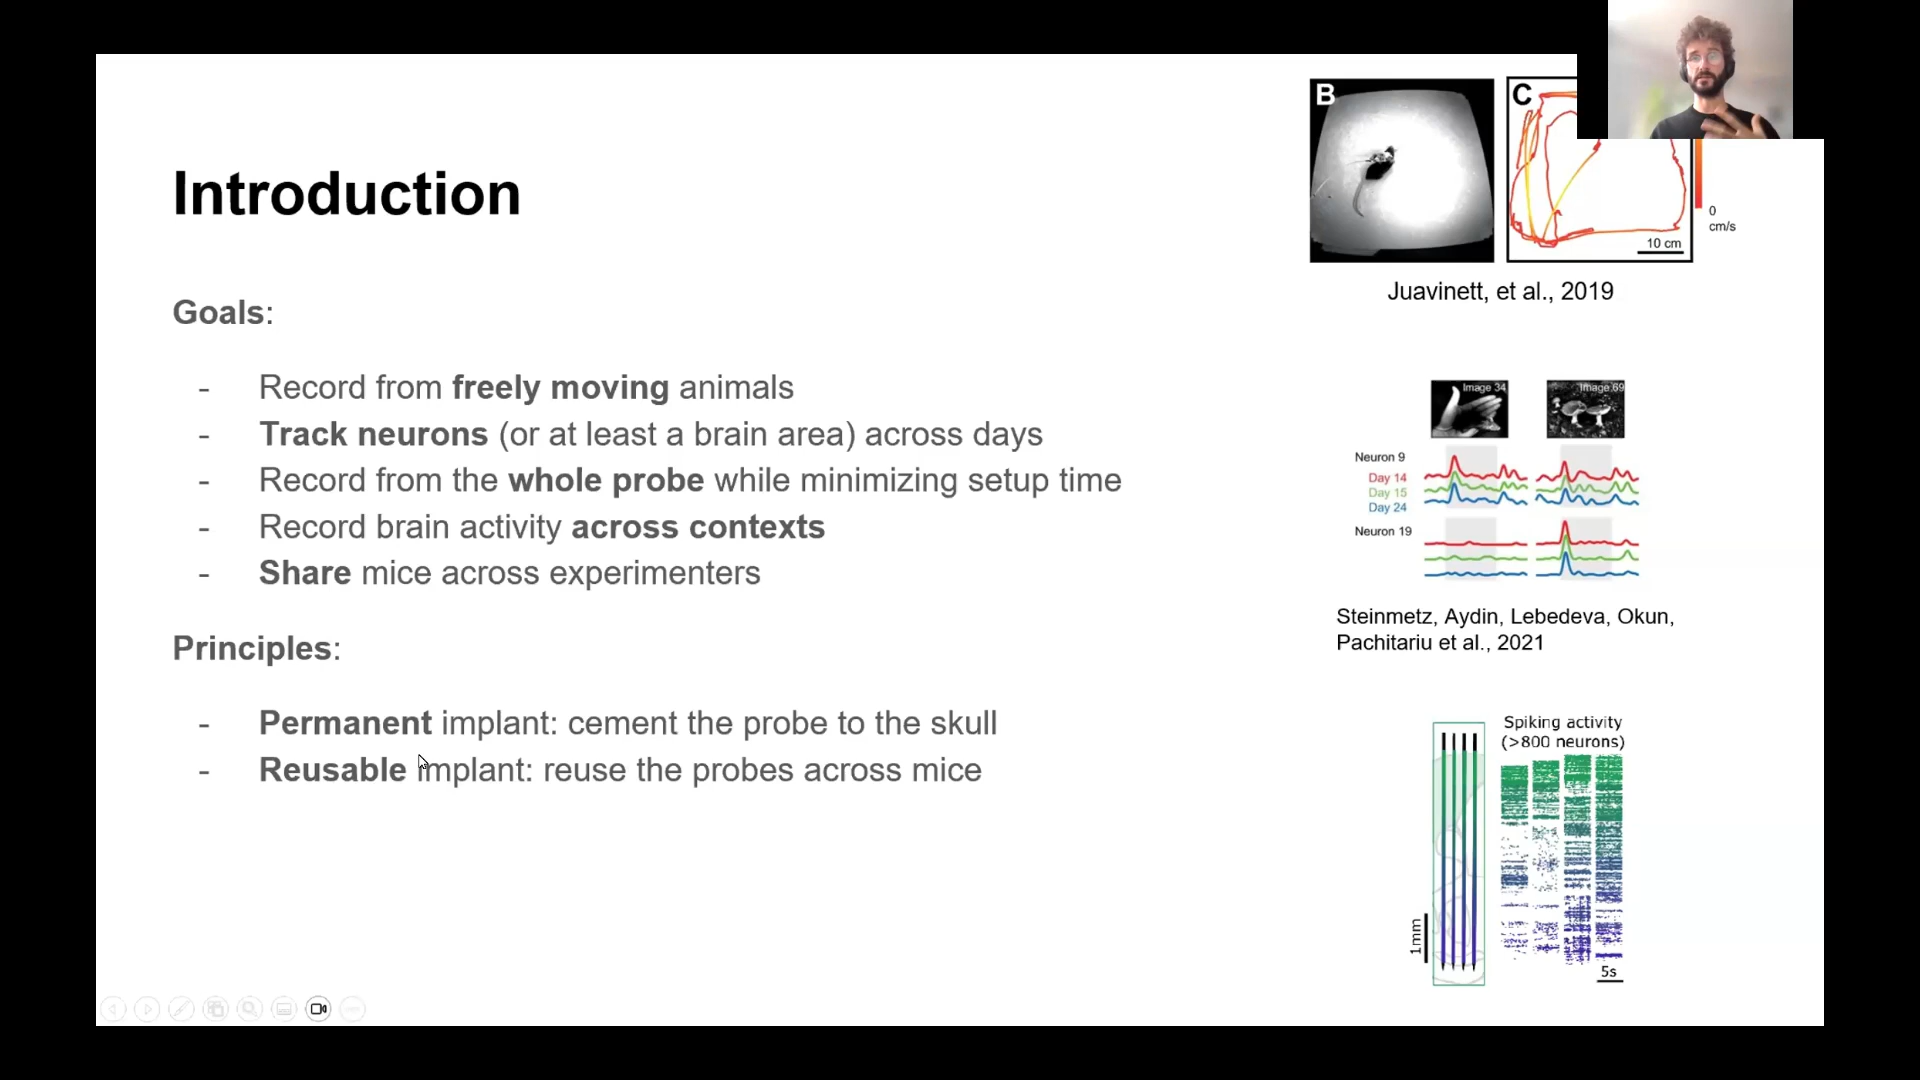 Introduction
Goals:
- Record from freely moving animals
- Track neurons (or at least a brain area) across days
- Record from the whole probe while minimizing setup time
- Record brain activity across contexts
- Share mice across experimenters
Principles:
- Permanent implant: cement the probe to the skull
- Reusable implant: reuse the probes across mice
B
C
0
cm/s
10 cm
Juavinett, et al., 2019
Image 34
Image 69
Neuron 9
Day 14
Day 15
Day 24
Neuron 19
Steinmetz, Aydin, Lebedeva, Okun,
Pachitariu et al., 2021
Spiking activity
(>800 neurons)
1mm
5s